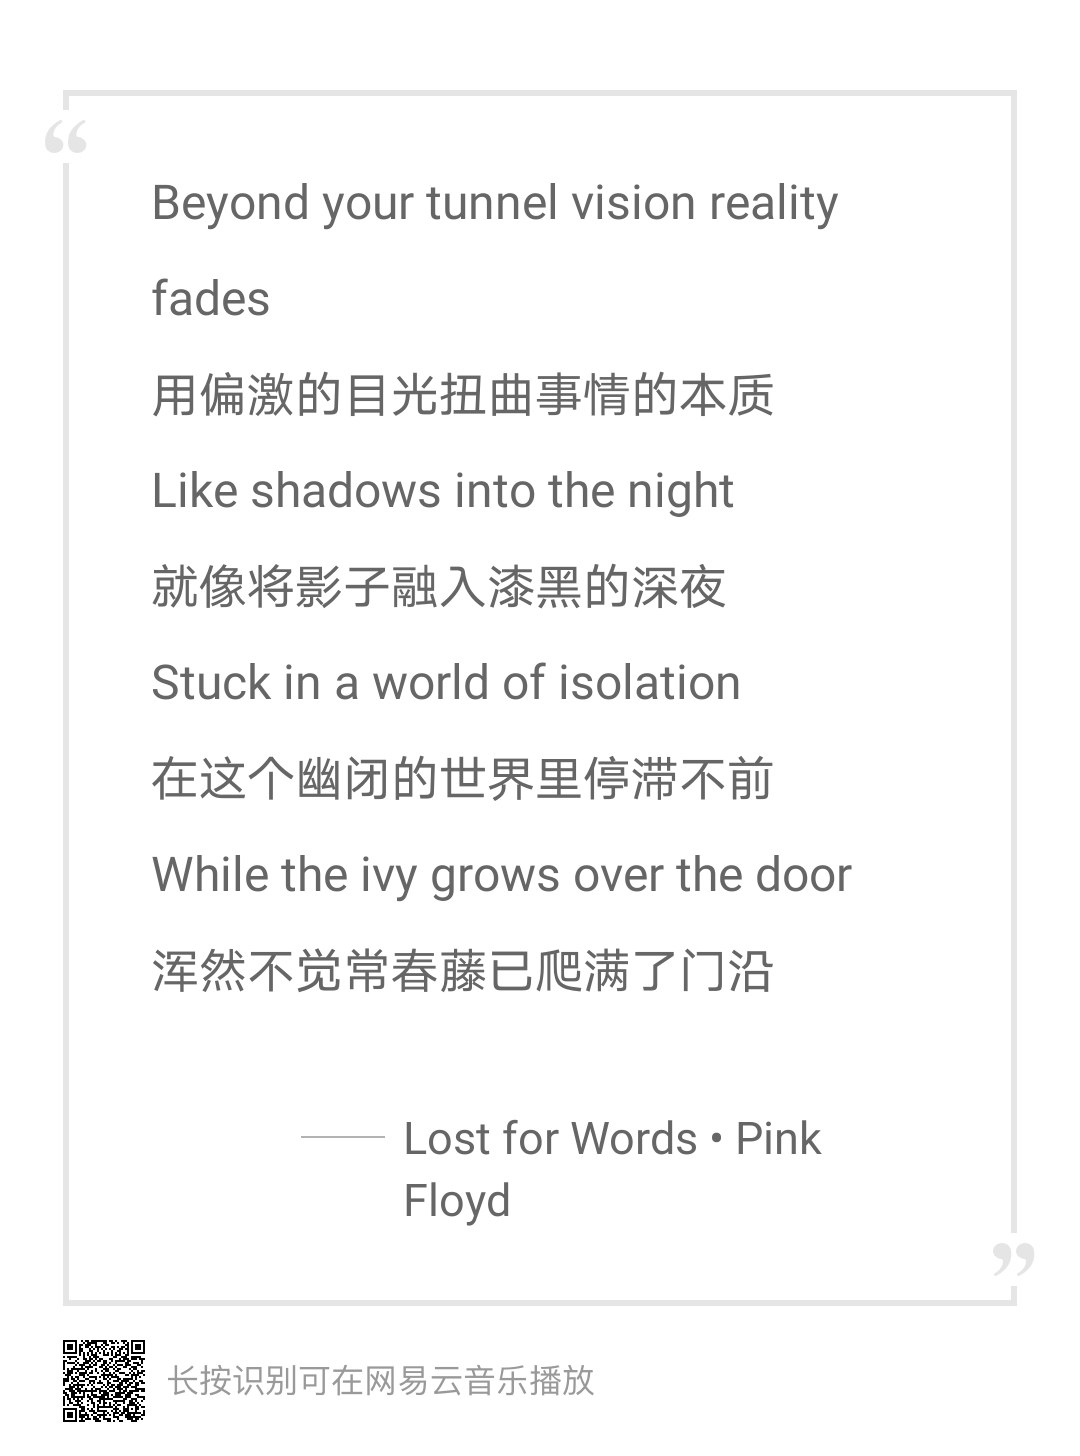 “
Beyond your tunnel vision reality
fades
用偏激的目光扭曲事情的本质
Like shadows into the night
就像将影子融入漆黑的深夜
Stuck in a world of isolation
在这个幽闭的世界里停滞不前
While the ivy grows over the door
浑然不觉常春藤已爬满了门沿
—— Lost for Words • Pink
Floyd
”
长按识别可在网易云音乐播放